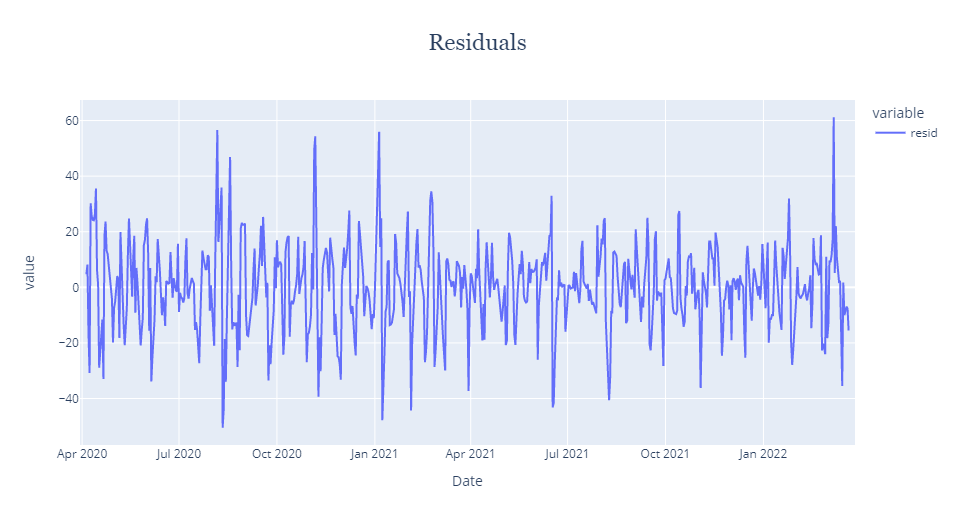 Residuals
variable
resid
value
60
40
20
0
−20
−40
Apr 2020
Jul 2020
Oct 2020
Jan 2021
Apr 2021
Jul 2021
Oct 2021
Jan 2022
Date